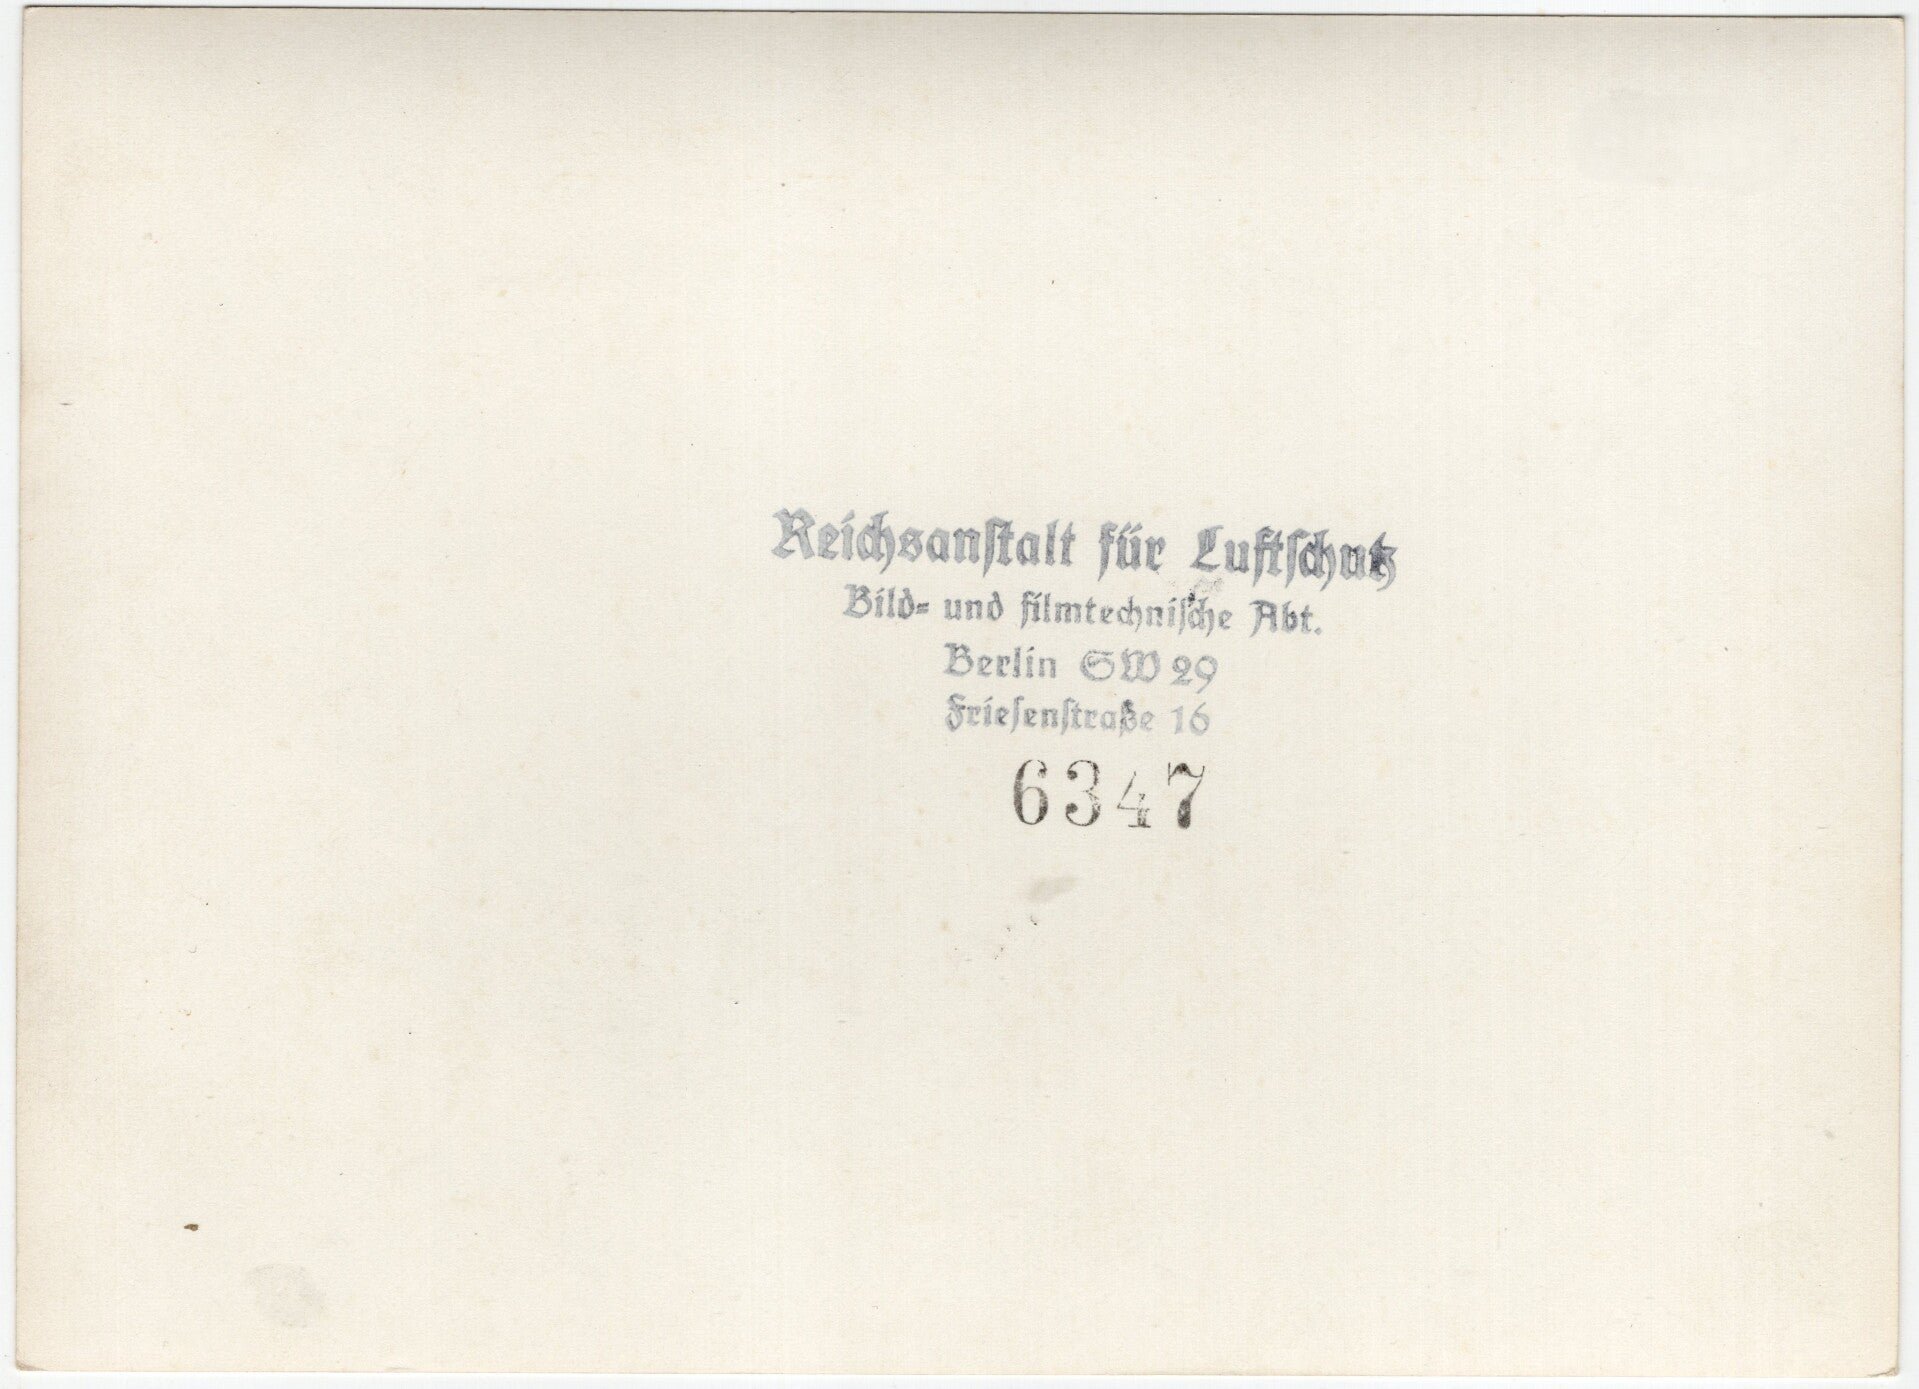 Reichsanstalt für Luftschutz
Bild- und filmtechnische Abt.
Berlin SW 29
Friesenstraße 16
6347